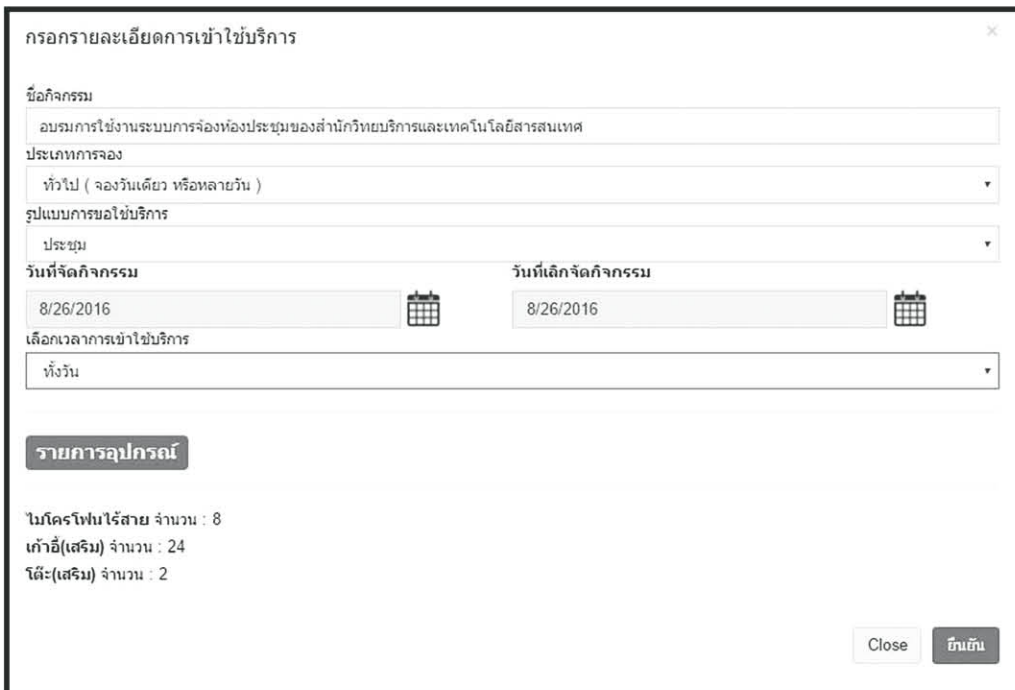 กรอกรายละเอียดการเข้าใช้บริการ ×
ชื่อกิจกรรม
อบรมการใช้งานระบบการจองห้องประชุมของสำนักวิทยบริการและเทคโนโลยีสารสนเทศ
ประเภทการจอง
ทั่วไป ( จองวันเดียว หรือหลายวัน )
รูปแบบการขอใช้บริการ
ประชุม
วันที่จัดกิจกรรม วันที่เลิกจัดกิจกรรม
8/26/2016 8/26/2016
เลือกเวลาการเข้าใช้บริการ
ทั้งวัน
รายการอุปกรณ์
ไมโครโฟนไร้สาย จำนวน : 8
เก้าอี้(เสริม) จำนวน : 24
โต๊ะ(เสริม) จำนวน : 2
Close ยืนยัน